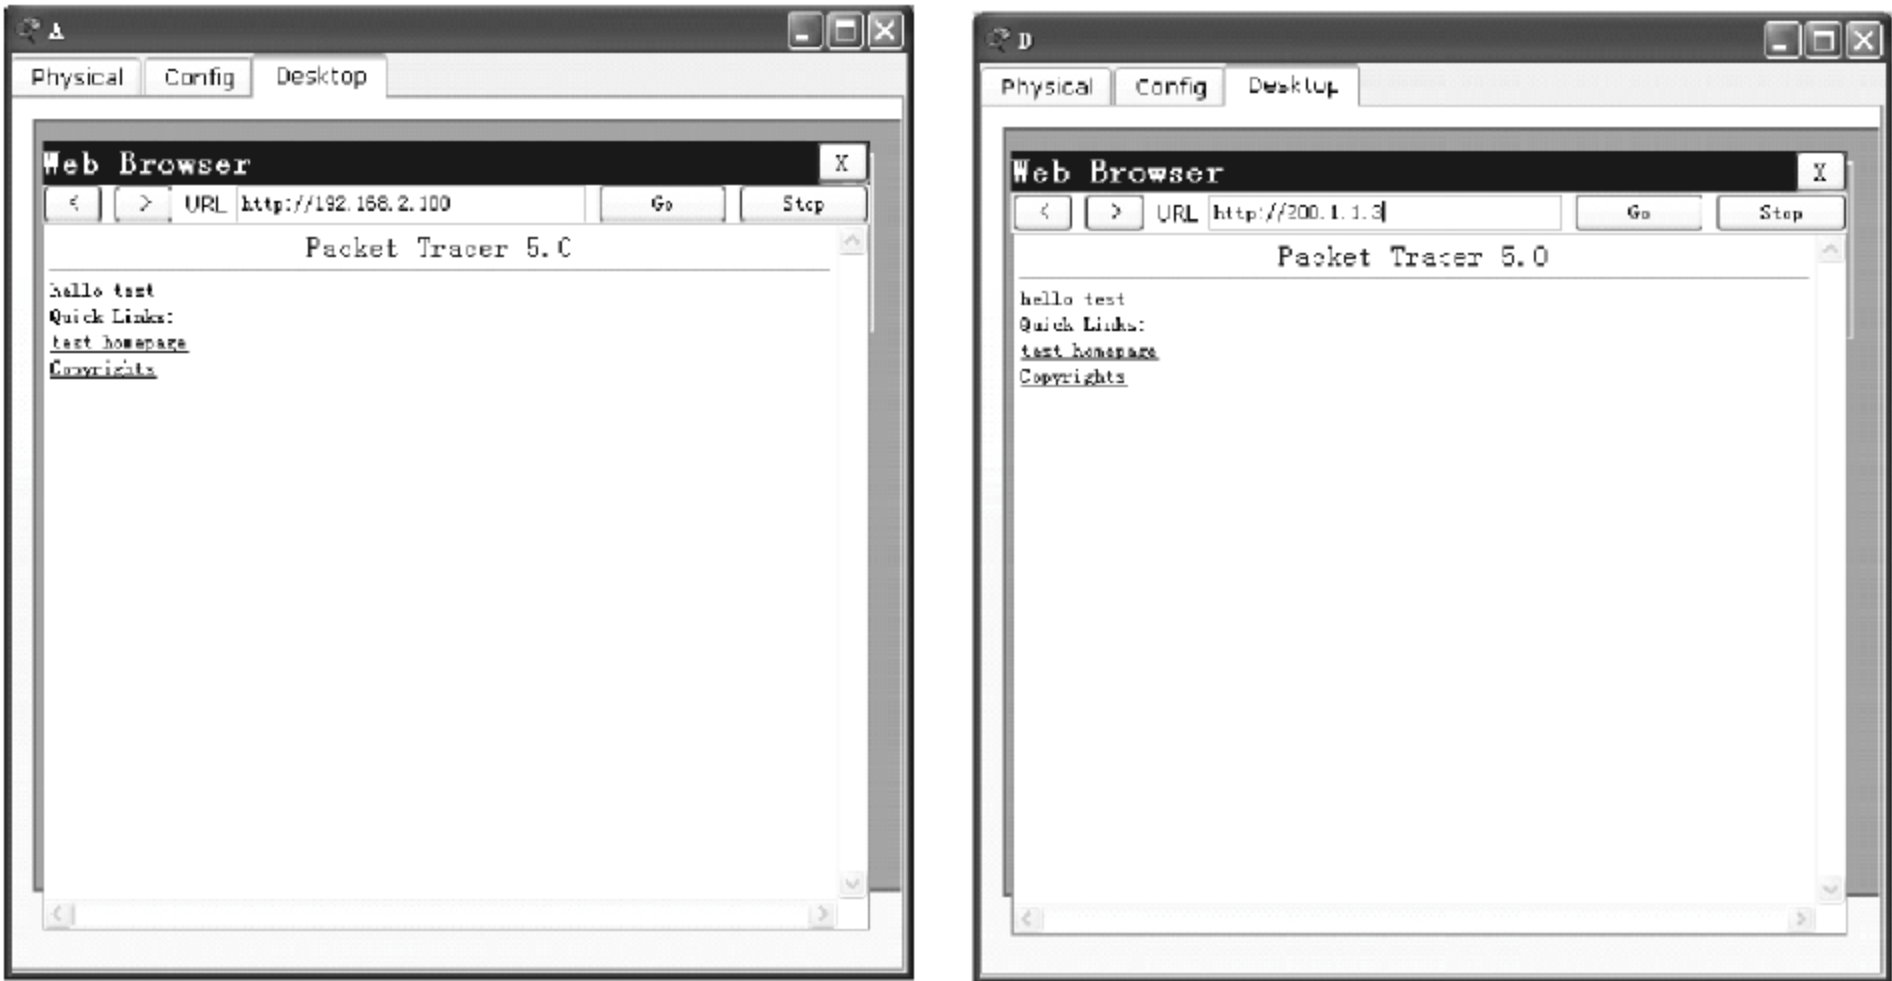 A
Physical Config Desktop
Web Browser X
< > URL http://192.168.2.100 Go Stop
Packet Tracer 5.0
hello test
Quick Links:
test homepage
Copyrights
D
Physical Config Desktop
Web Browser X
< > URL http://200.1.1.3 Go Stop
Packet Tracer 5.0
hello test
Quick Links:
test homepage
Copyrights